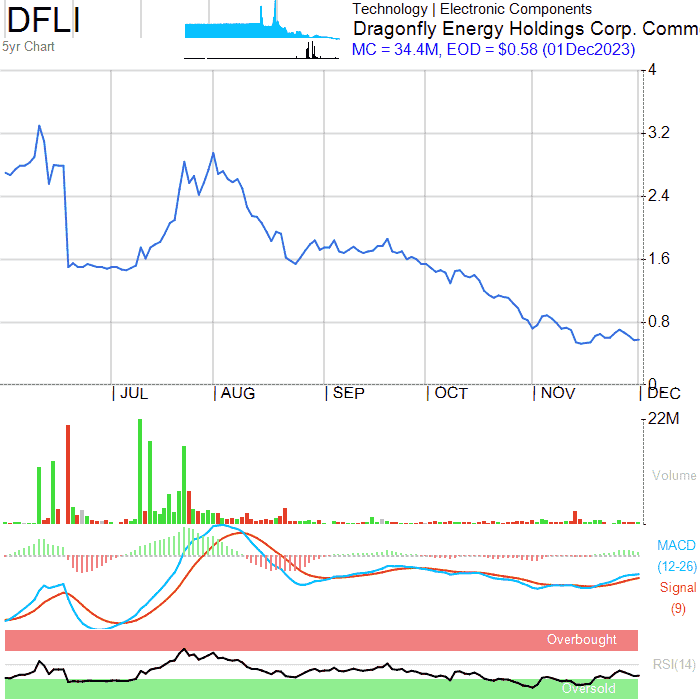 DFLI
5yr Chart
Technology | Electronic Components
Dragonfly Energy Holdings Corp. Comm
MC = 34.4M, EOD = $0.58 (01Dec2023)
4
3.2
2.4
1.6
0.8
0
JUL AUG SEP OCT NOV DEC
22M
Volume
MACD
(12-26)
Signal
(9)
Overbought
RSI(14)
Oversold